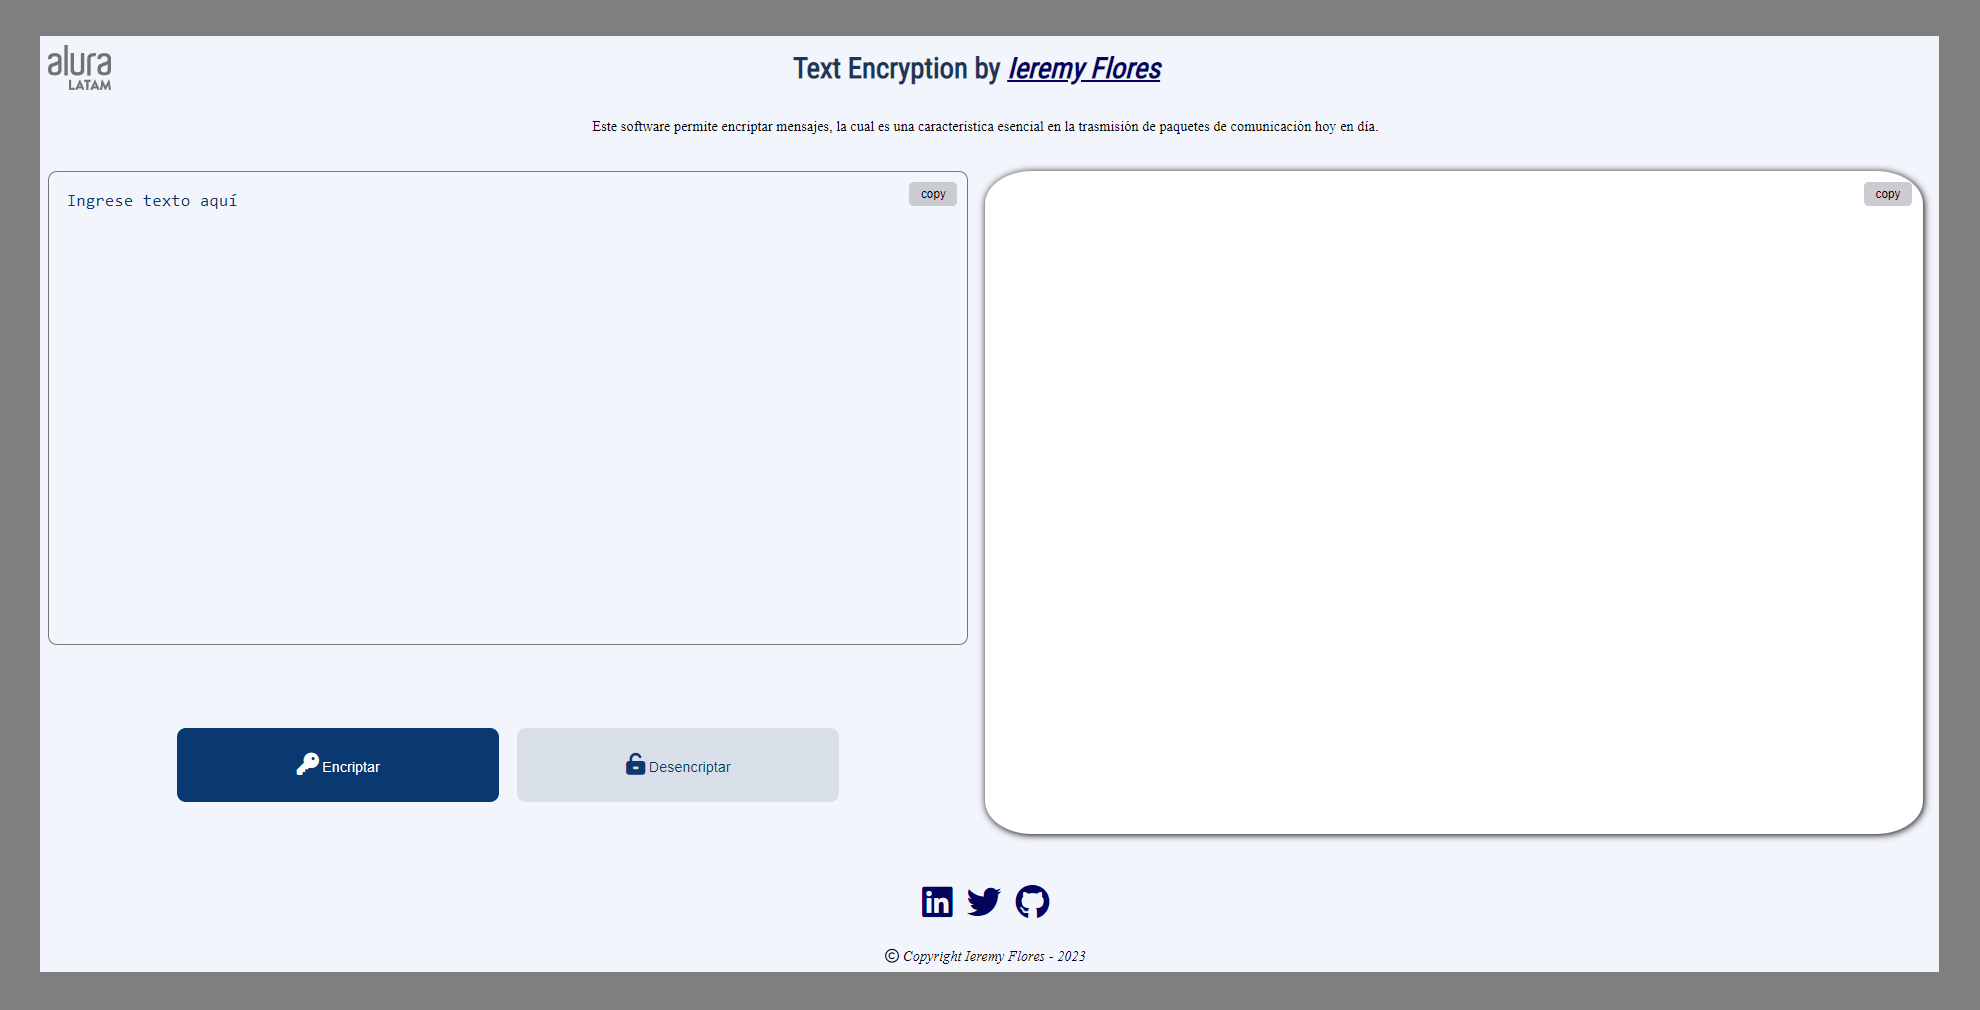 alura
LATAM
Text Encryption by Ieremy Flores
Este software permite encriptar mensajes, la cual es una caracteristica esencial en la trasmisión de paquetes de comunicación hoy en día.
Ingrese texto aquí
copy
copy
Encriptar
Desencriptar
in
© Copyright Ieremy Flores - 2023